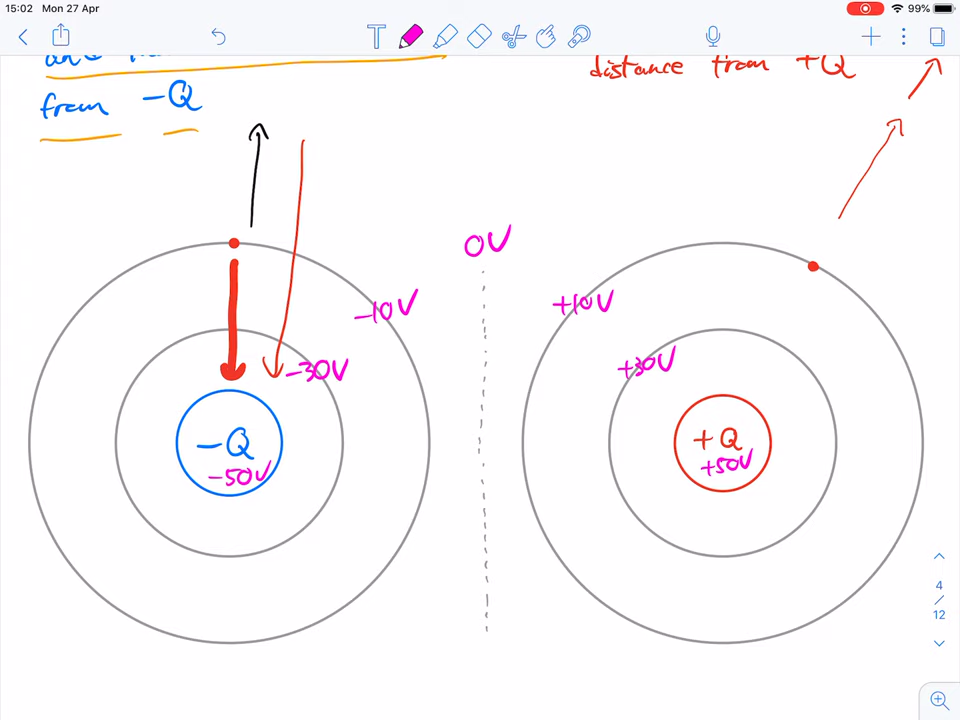 15:02 Mon 27 Apr
99%
distance from +Q
from -Q
0V
-10V
+10V
-30V
+30V
-Q
-50V
+Q
+50V
4
/
12